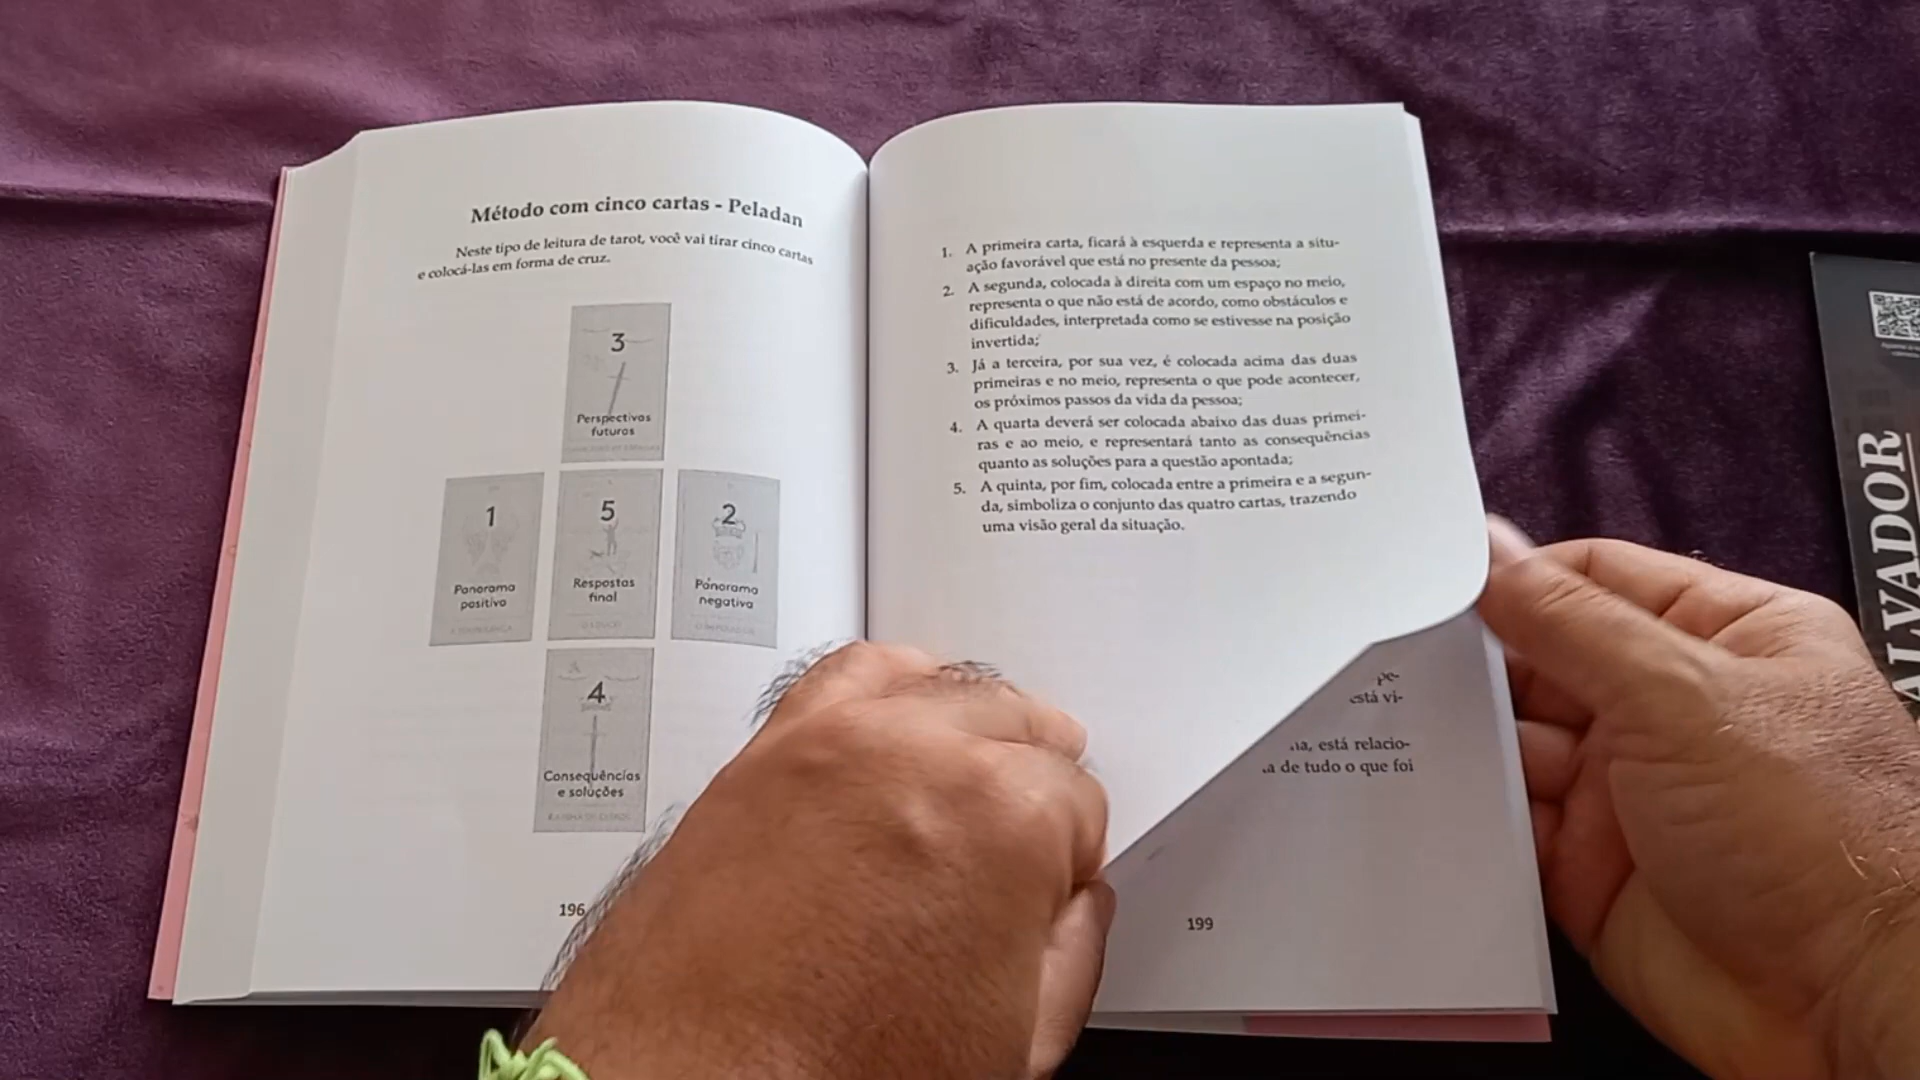 Método com cinco cartas - Peladan
Neste tipo de leitura de tarot, você vai tirar cinco cartas
e colocá-las em forma de cruz.
3
Perspectivas
futuras
1
Panorama
positivo
5
Respostas
final
2
Panorama
negativa
4
Consequências
e soluções
196
1. A primeira carta, ficará à esquerda e representa a situ-
ação favorável que está no presente da pessoa;
2. A segunda, colocada à direita com um espaço no meio,
representa o que não está de acordo, como obstáculos e
dificuldades, interpretada como se estivesse na posição
invertida;
3. Já a terceira, por sua vez, é colocada acima das duas
primeiras e no meio, representa o que pode acontecer,
os próximos passos da vida da pessoa;
4. A quarta deverá ser colocada abaixo das duas primei-
ras e ao meio, e representará tanto as consequências
quanto as soluções para a questão apontada;
5. A quinta, por fim, colocada entre a primeira e a segun-
da, simboliza o conjunto das quatro cartas, trazendo
uma visão geral da situação.
pe-
está vi-
, está relacio-
de tudo o que foi
199
ALVADOR